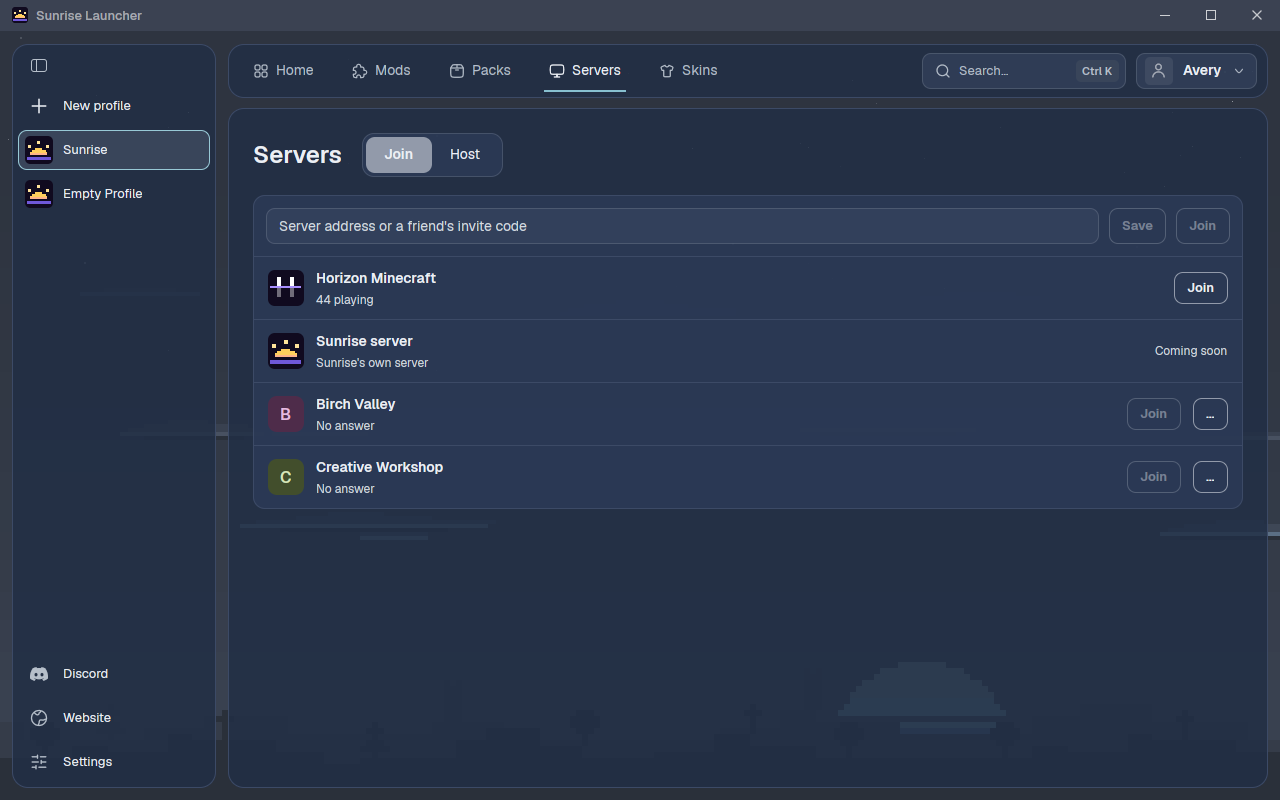 Sunrise Launcher
New profile
Sunrise
Empty Profile
Discord
Website
Settings
Home
Mods
Packs
Servers
Skins
Search...
Ctrl K
Avery
Servers
Join
Host
Server address or a friend's invite code
Save
Join
Horizon Minecraft
44 playing
Join
Sunrise server
Sunrise's own server
Coming soon
B
Birch Valley
No answer
Join
...
C
Creative Workshop
No answer
Join
...